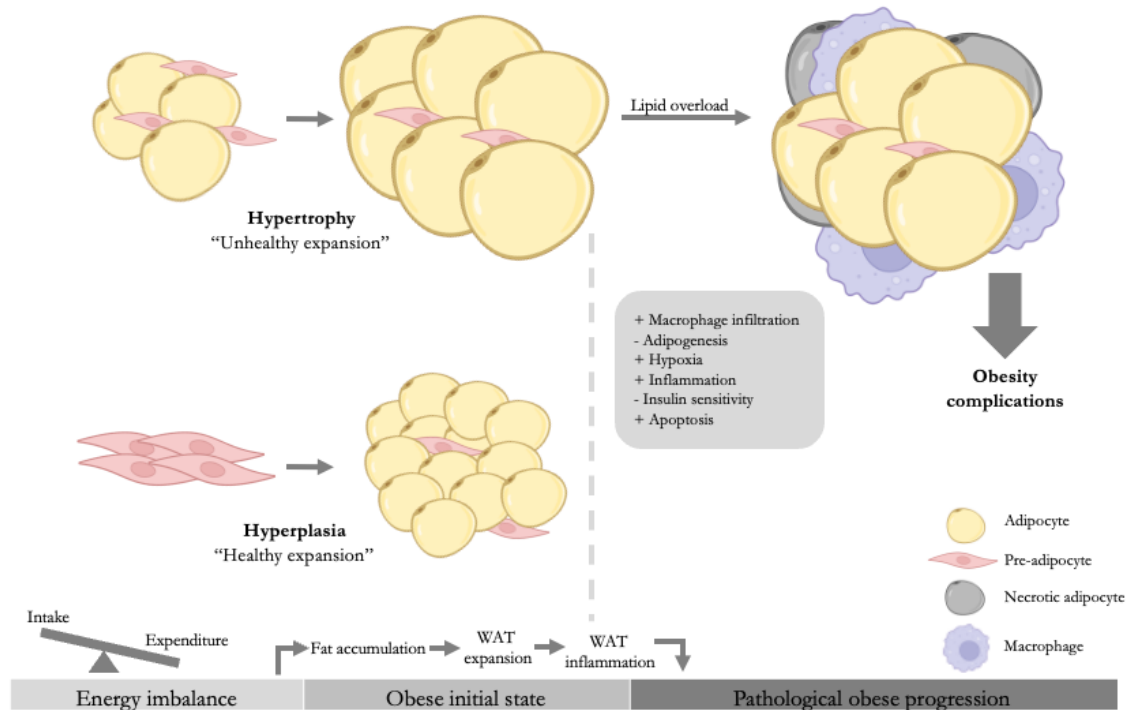 Lipid overload
Hypertrophy
“Unhealthy expansion”
+ Macrophage infiltration
- Adipogenesis
+ Hypoxia
+ Inflammation
- Insulin sensitivity
+ Apoptosis
Obesity
complications
Hyperplasia
“Healthy expansion”
Adipocyte
Pre-adipocyte
Necrotic adipocyte
Macrophage
Intake
Expenditure
Fat accumulation
WAT
expansion
WAT
inflammation
Energy imbalance
Obese initial state
Pathological obese progression